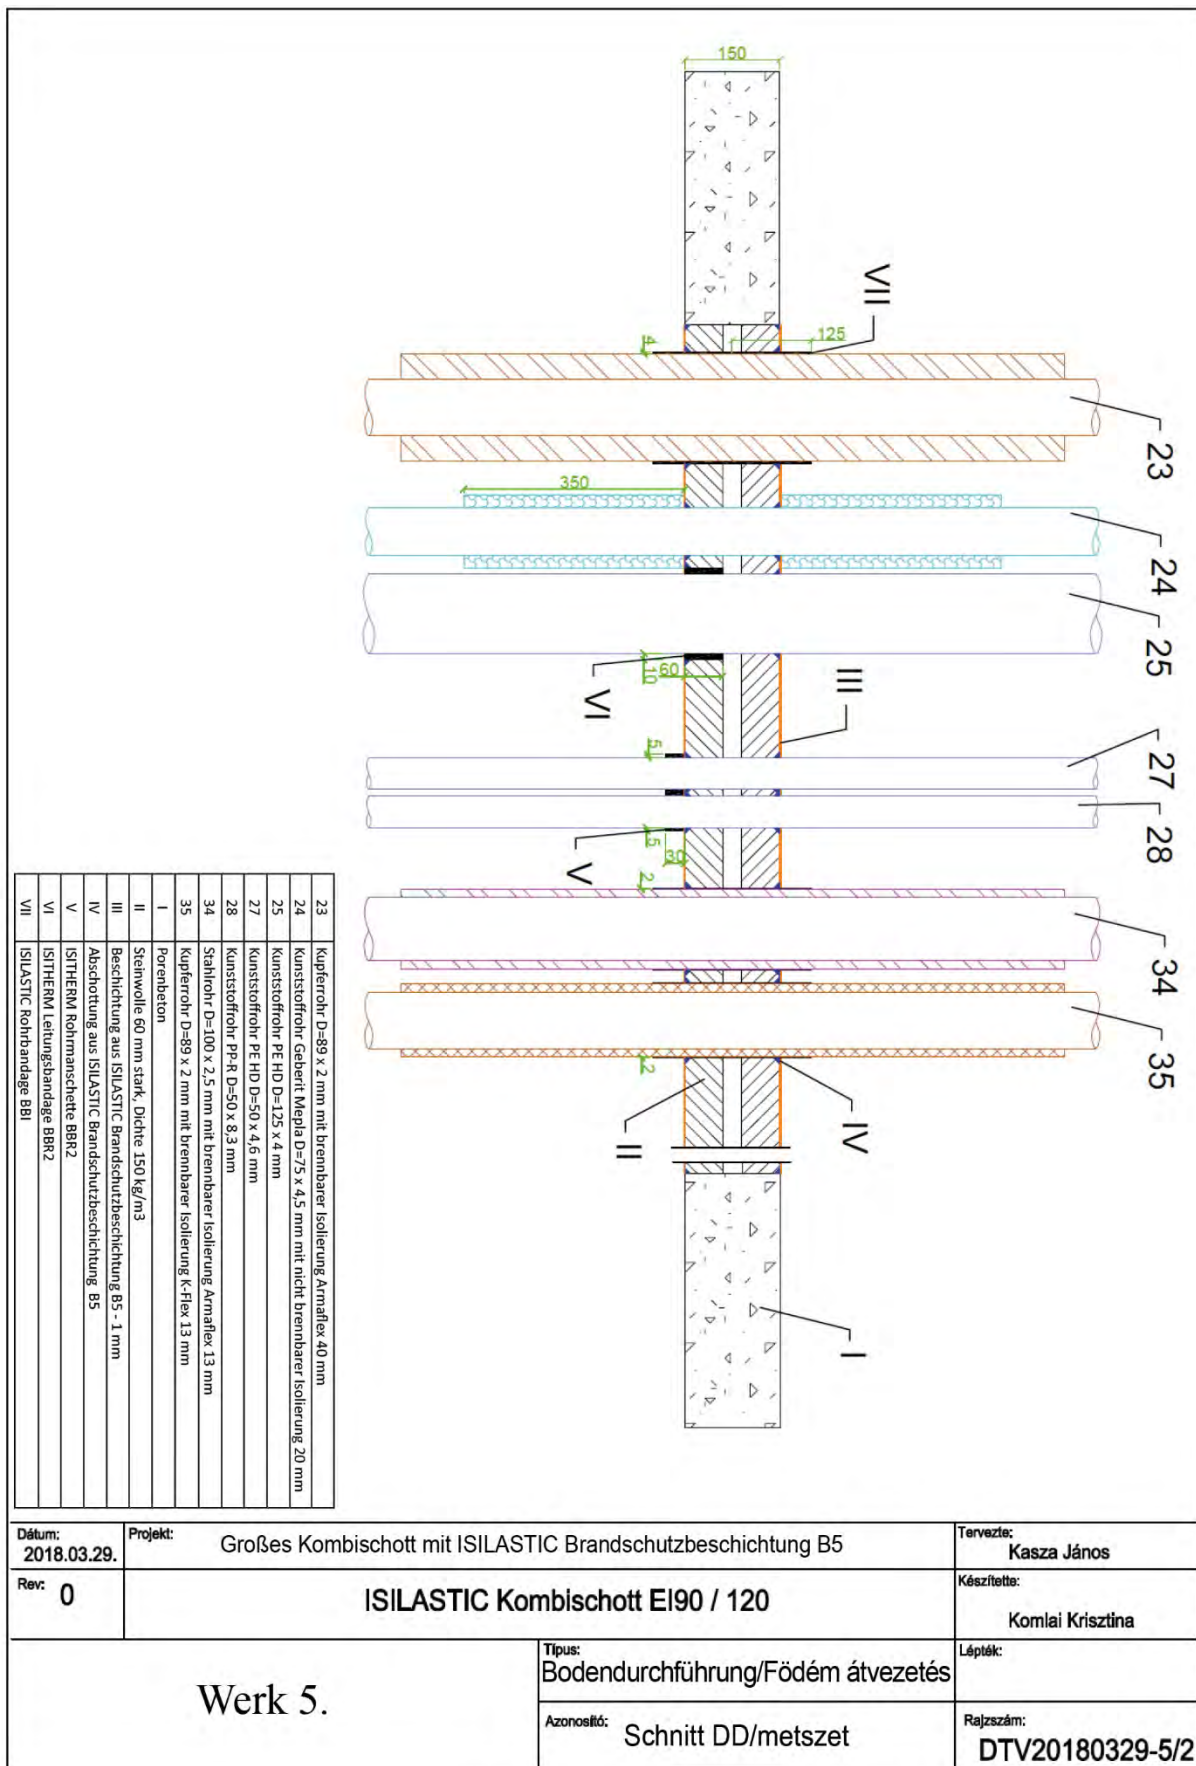 150
VII
125
4
23
350
24
25
60
10
VI
III
5
27
28
5
30
V
2
34
35
2
IV
II
I
23 Kupferrohr D=89 x 2 mm mit brennbarer Isolierung Armaflex 40 mm
24 Kunststoffrohr Geberit Mepla D=75 x 4,5 mm mit nicht brennbarer Isolierung 20 mm
25 Kunststoffrohr PE HD D=125 x 4 mm
27 Kunststoffrohr PE HD D=50 x 4,6 mm
28 Kunststoffrohr PP-R D=50 x 8,3 mm
34 Stahlrohr D=100 x 2,5 mm mit brennbarer Isolierung Armaflex 13 mm
35 Kupferrohr D=89 x 2 mm mit brennbarer Isolierung K-Flex 13 mm
I Porenbeton
II Steinwolle 60 mm stark, Dichte 150 kg/m3
III Beschichtung aus ISILASTIC Brandschutzbeschichtung B5 - 1 mm
IV Abschottung aus ISILASTIC Brandschutzbeschichtung B5
V ISITHERM Rohrmanschette BBR2
VI ISITHERM Leitungsbandage BBR2
VII ISILASTIC Rohrbandage BBI
Dátum: 2018.03.29.
Projekt: Großes Kombischott mit ISILASTIC Brandschutzbeschichtung B5
Tervezte: Kasza János
Rev: 0
ISILASTIC Kombischott EI90 / 120
Készítette: Komlai Krisztina
Werk 5.
Típus: Bodendurchführung/Födém átvezetés
Lépték:
Azonosító: Schnitt DD/metszet
Rajzszám: DTV20180329-5/2